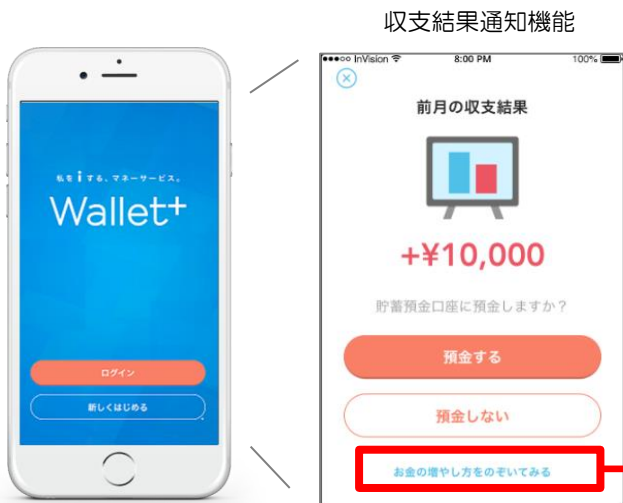 収支結果通知機能
●●●○○ InVision 8:00 PM 100%
前月の収支結果
+¥10,000
貯蓄預金口座に預金しますか？
預金する
預金しない
お金の増やし方をのぞいてみる
私を i する、マネーサービス。
Wallet+
ログイン
新しくはじめる